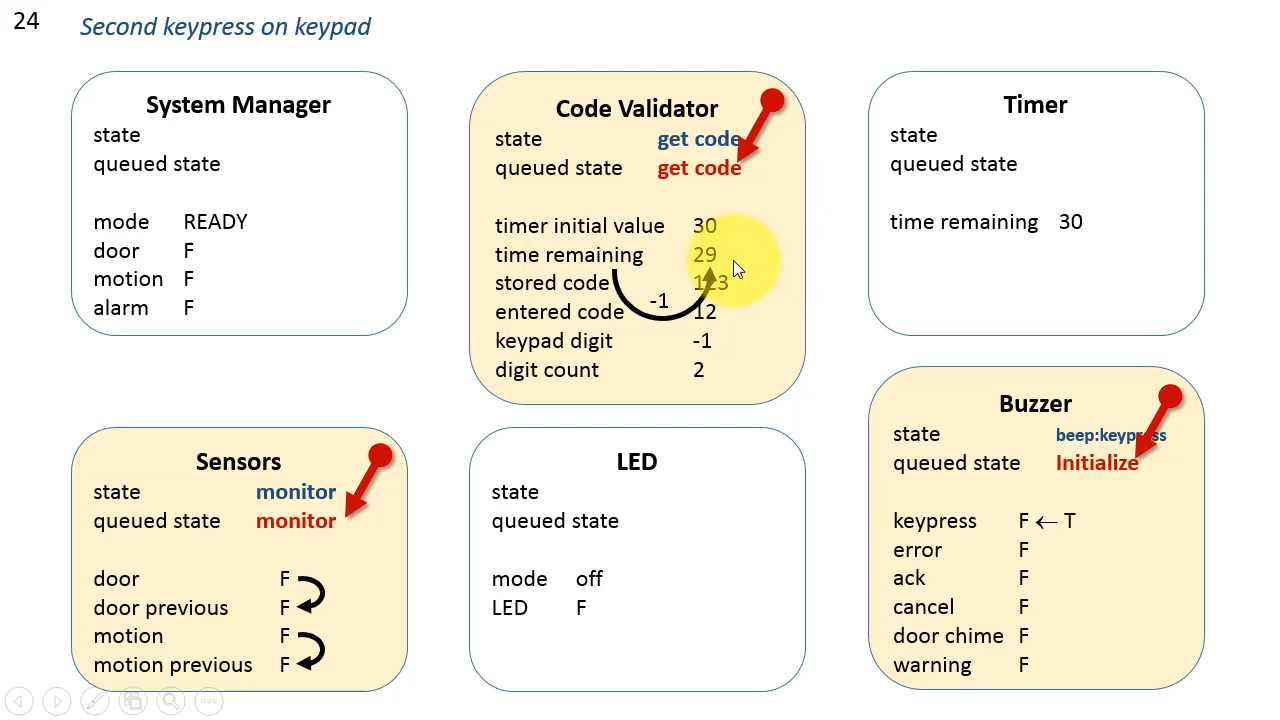 24
Second keypress on keypad
System Manager
state
queued state
mode READY
door F
motion F
alarm F
Code Validator
state get code
queued state get code
timer initial value 30
time remaining 29
stored code 123
-1
entered code 12
keypad digit -1
digit count 2
Timer
state
queued state
time remaining 30
Sensors
state monitor
queued state monitor
door F
door previous F
motion F
motion previous F
LED
state
queued state
mode off
LED F
Buzzer
state beep:keypress
queued state Initialize
keypress F ← T
error F
ack F
cancel F
door chime F
warning F